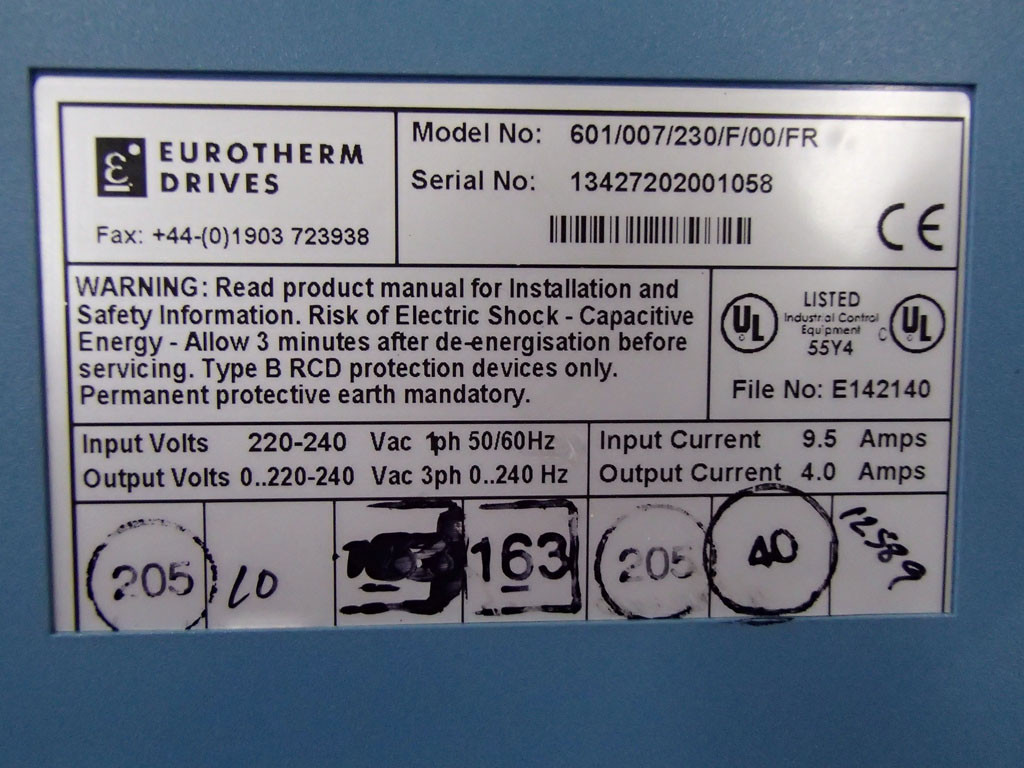 EUROTHERM
DRIVES
Fax: +44-(0)1903 723938
Model No: 601/007/230/F/00/FR
Serial No: 13427202001058
CE
WARNING: Read product manual for Installation and
Safety Information. Risk of Electric Shock - Capacitive
Energy - Allow 3 minutes after de-energisation before
servicing. Type B RCD protection devices only.
Permanent protective earth mandatory.
UL
LISTED
Industrial Control
Equipment
55Y4
C UL
File No: E142140
Input Volts 220-240 Vac 1ph 50/60Hz
Output Volts 0..220-240 Vac 3ph 0..240 Hz
Input Current 9.5 Amps
Output Current 4.0 Amps
205
10
163
205
40
12589